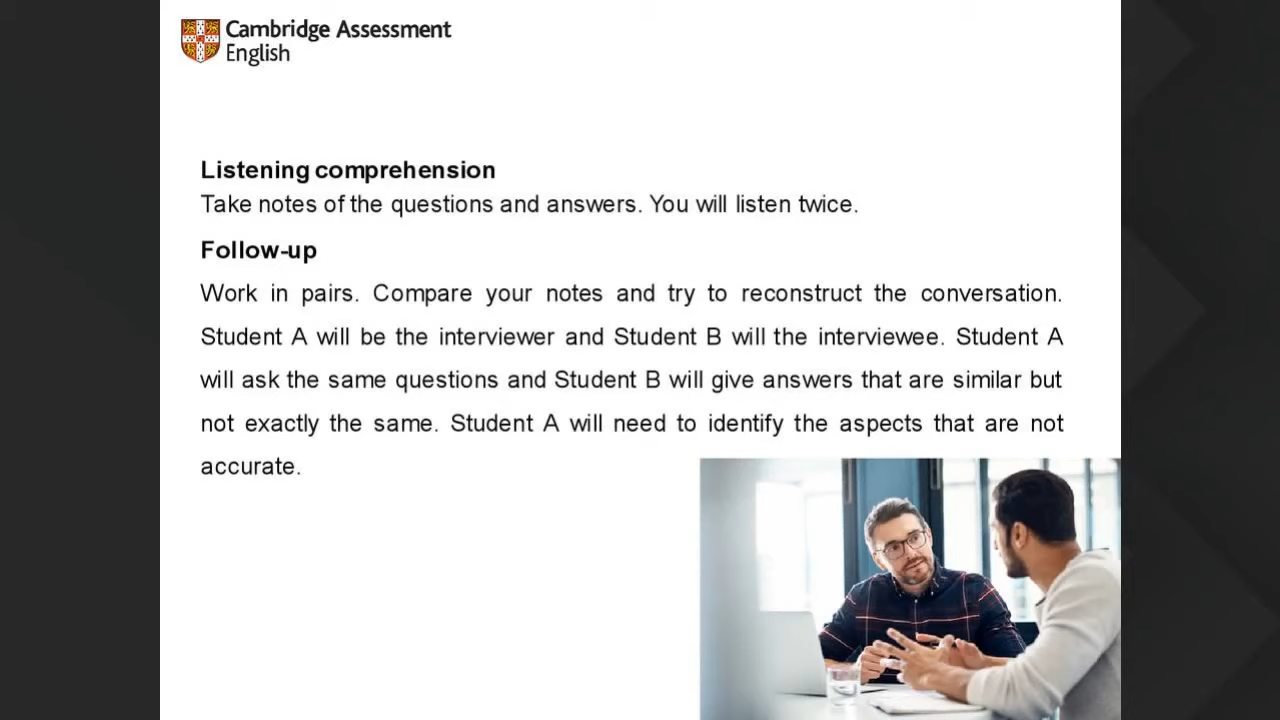 Cambridge Assessment
English
Listening comprehension
Take notes of the questions and answers. You will listen twice.
Follow-up
Work in pairs. Compare your notes and try to reconstruct the conversation.
Student A will be the interviewer and Student B will the interviewee. Student A
will ask the same questions and Student B will give answers that are similar but
not exactly the same. Student A will need to identify the aspects that are not
accurate.